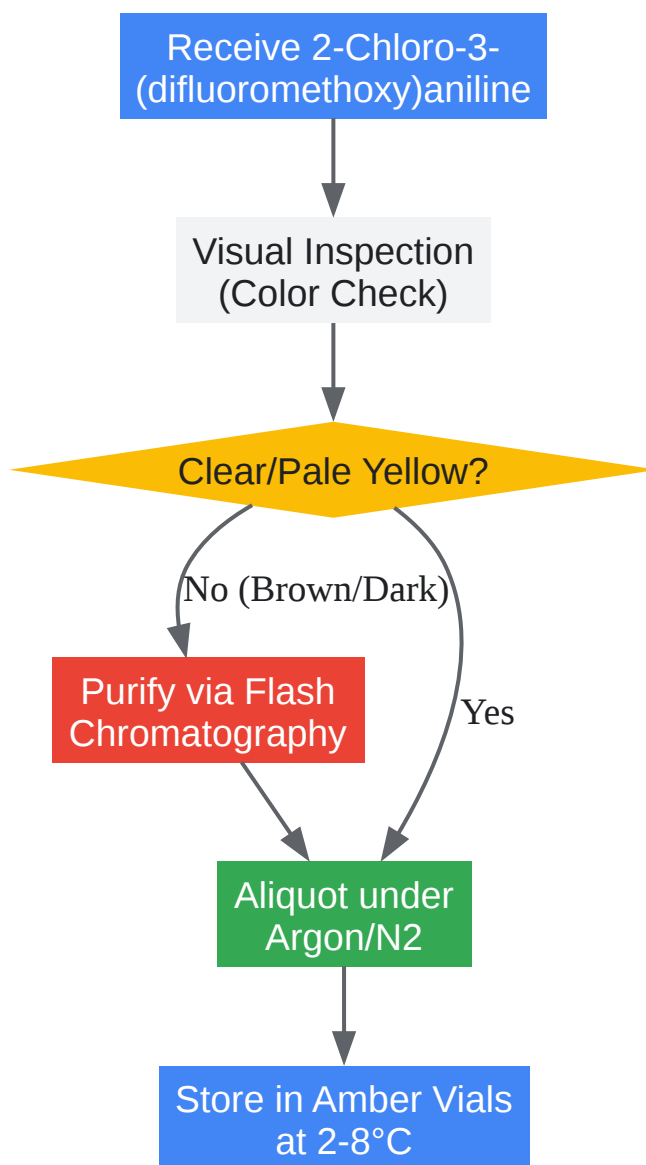 Receive 2-Chloro-3-
(difluoromethoxy)aniline
Visual Inspection
(Color Check)
Clear/Pale Yellow?
No (Brown/Dark)
Purify via Flash
Chromatography
Yes
Aliquot under
Argon/N2
Store in Amber Vials
at 2-8°C